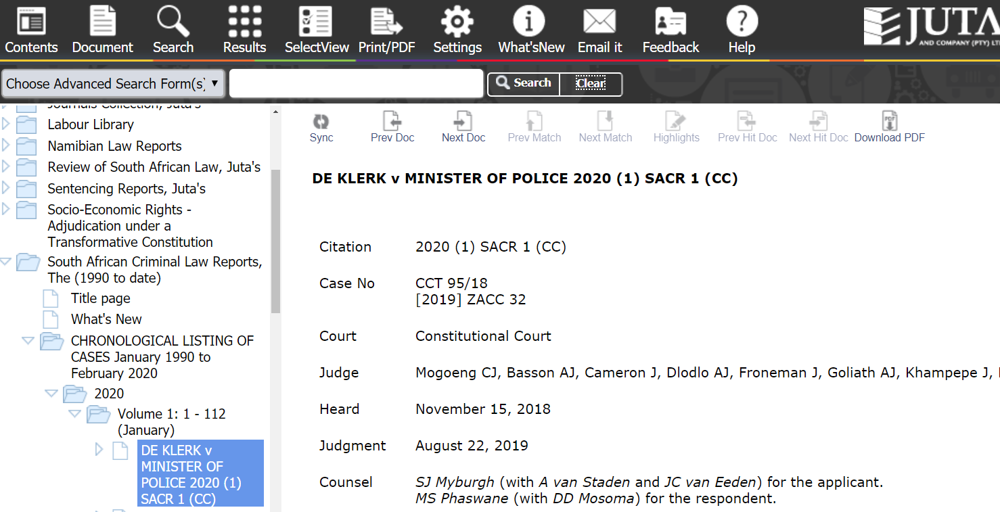 Contents Document Search Results SelectView Print/PDF Settings What'sNew Email it Feedback Help
JUTA
AND COMPANY (PTY) LT
Choose Advanced Search Form(s) Search Clear
Journals Collection, Juta's
Labour Library
Namibian Law Reports
Review of South African Law, Juta's
Sentencing Reports, Juta's
Socio-Economic Rights -
Adjudication under a
Transformative Constitution
South African Criminal Law Reports,
The (1990 to date)
Title page
What's New
CHRONOLOGICAL LISTING OF
CASES January 1990 to
February 2020
2020
Volume 1: 1 - 112
(January)
DE KLERK v
MINISTER OF
POLICE 2020 (1)
SACR 1 (CC)
Sync Prev Doc Next Doc Prev Match Next Match Highlights Prev Hit Doc Next Hit Doc PDF Download PDF
DE KLERK v MINISTER OF POLICE 2020 (1) SACR 1 (CC)
Citation 2020 (1) SACR 1 (CC)
Case No CCT 95/18
[2019] ZACC 32
Court Constitutional Court
Judge Mogoeng CJ, Basson AJ, Cameron J, Dlodlo AJ, Froneman J, Goliath AJ, Khampepe J,
Heard November 15, 2018
Judgment August 22, 2019
Counsel SJ Myburgh (with A van Staden and JC van Eeden) for the applicant.
MS Phaswane (with DD Mosoma) for the respondent.